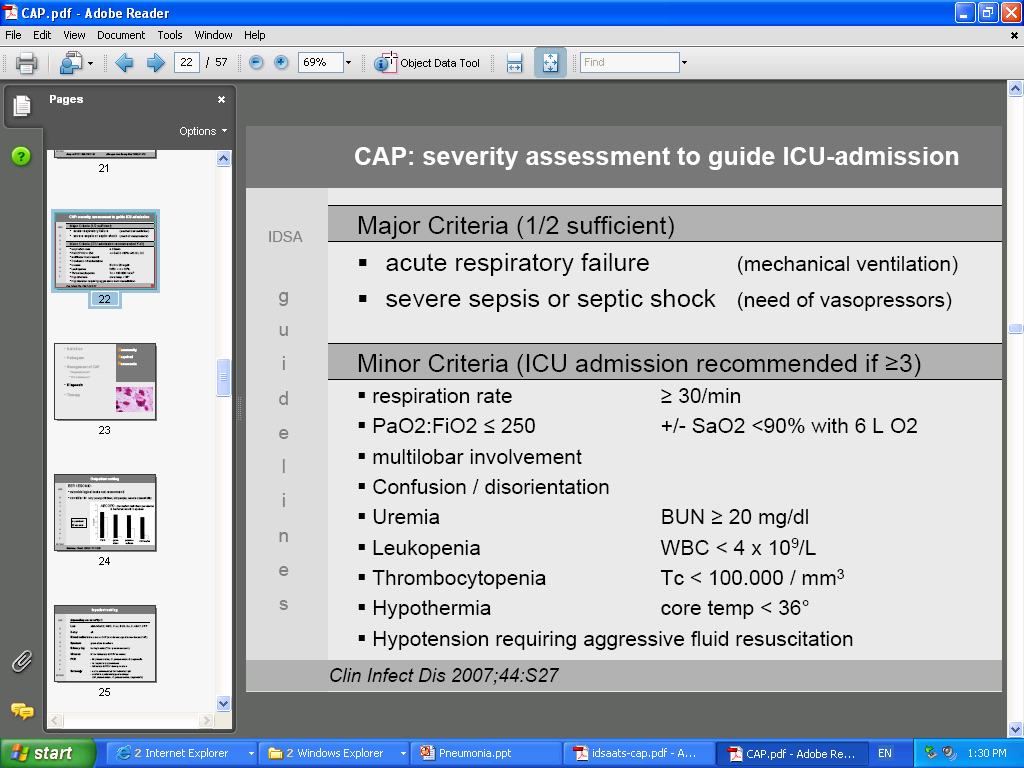 CAP.pdf - Adobe Reader
File Edit View Document Tools Window Help
22 / 57 69% Object Data Tool Find
Pages
Options
21
22
23
24
25
CAP: severity assessment to guide ICU-admission
IDSA
g
u
i
d
e
l
i
n
e
s
Major Criteria (1/2 sufficient)
▪ acute respiratory failure (mechanical ventilation)
▪ severe sepsis or septic shock (need of vasopressors)
Minor Criteria (ICU admission recommended if ≥3)
▪ respiration rate ≥ 30/min
▪ PaO2:FiO2 ≤ 250 +/- SaO2 <90% with 6 L O2
▪ multilobar involvement
▪ Confusion / disorientation
▪ Uremia BUN ≥ 20 mg/dl
▪ Leukopenia WBC < 4 x 10⁹/L
▪ Thrombocytopenia Tc < 100.000 / mm³
▪ Hypothermia core temp < 36°
▪ Hypotension requiring aggressive fluid resuscitation
Clin Infect Dis 2007;44:S27
start 2 Internet Explorer 2 Windows Explorer Pneumonia.ppt idsaats-cap.pdf - A... CAP.pdf - Adobe Re... EN 1:30 PM